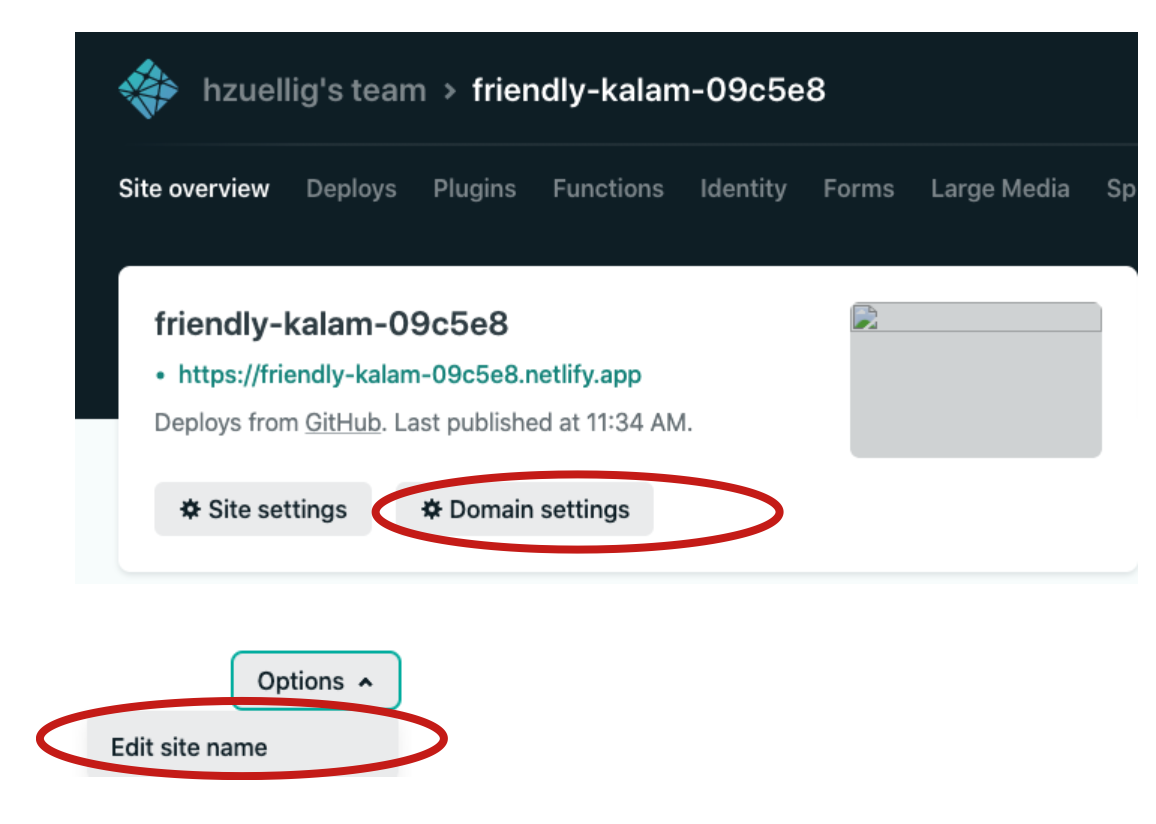 hzuellig's team > friendly-kalam-09c5e8
Site overview Deploys Plugins Functions Identity Forms Large Media Sp
friendly-kalam-09c5e8
• https://friendly-kalam-09c5e8.netlify.app
Deploys from GitHub. Last published at 11:34 AM.
Site settings Domain settings
Options
Edit site name